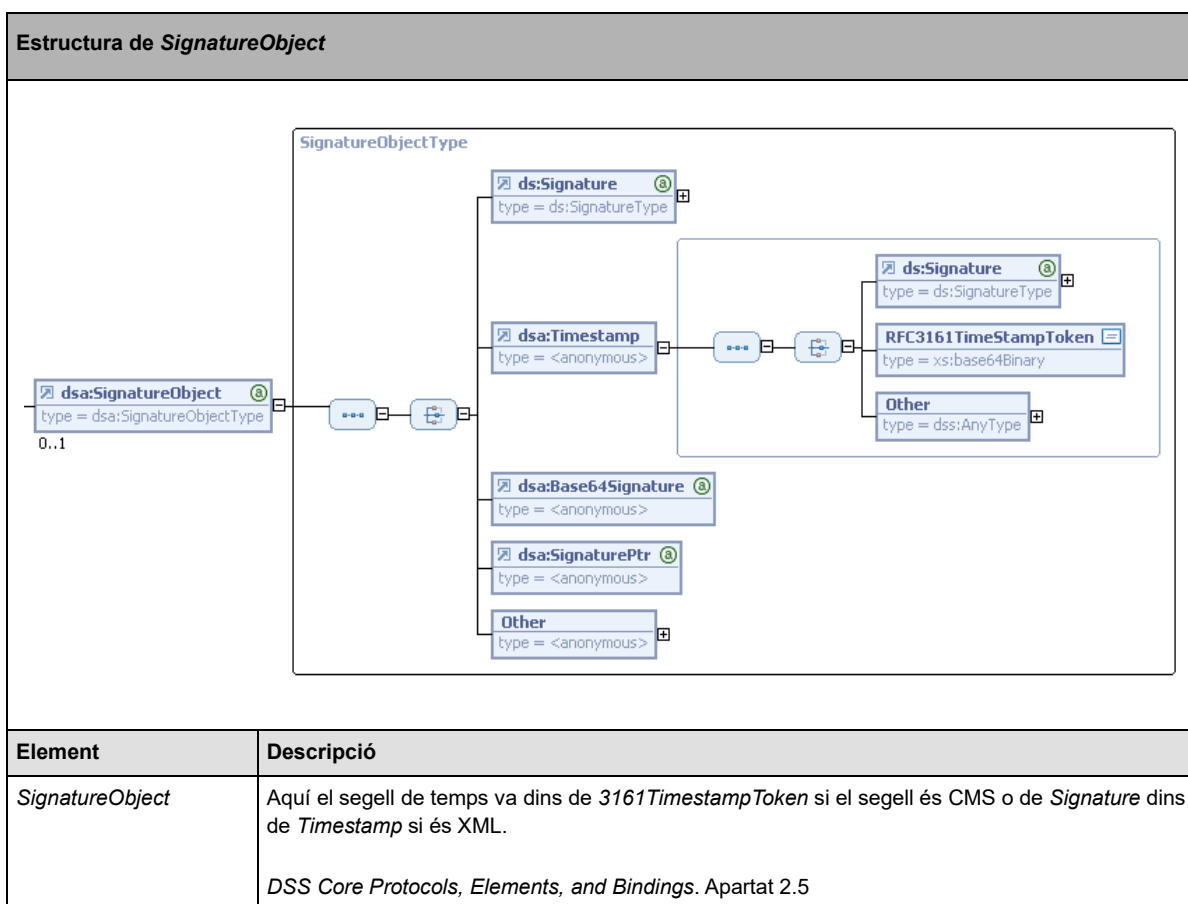 Estructura de SignatureObject
SignatureObjectType
ds:Signature a
type = ds:SignatureType
ds:Signature a
type = ds:SignatureType
dsa:Timestamp
type = <anonymous>
RFC3161TimeStampToken
type = xs:base64Binary
dsa:SignatureObject a
type = dsa:SignatureObjectType
0..1
Other
type = dss:AnyType
dsa:Base64Signature a
type = <anonymous>
dsa:SignaturePtr a
type = <anonymous>
Other
type = <anonymous>
Element Descripció
SignatureObject Aquí el segell de temps va dins de 3161TimestampToken si el segell és CMS o de Signature dins
de Timestamp si és XML.
DSS Core Protocols, Elements, and Bindings. Apartat 2.5